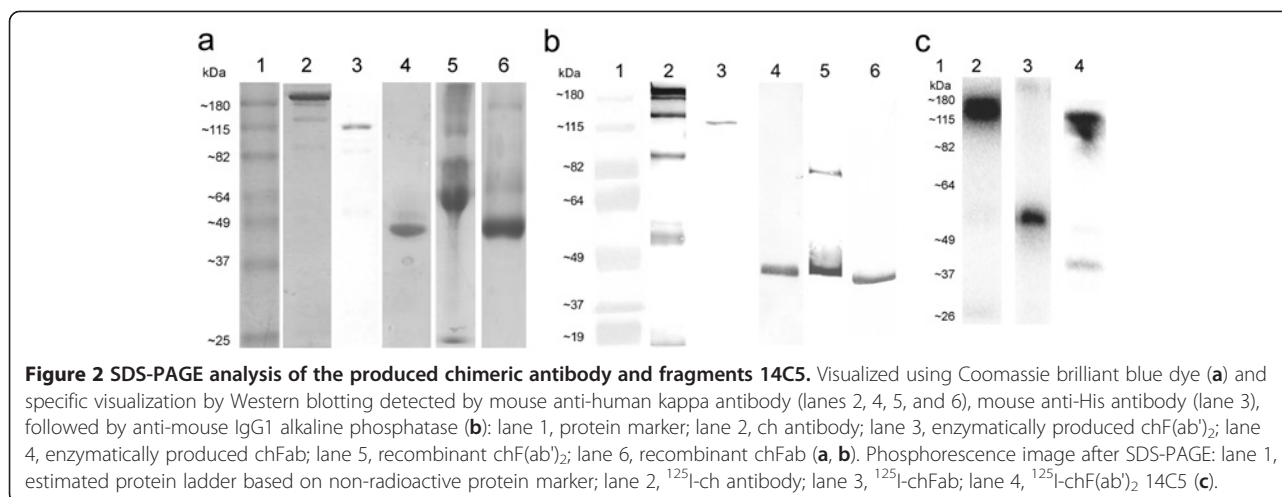 a
b
c
1 2 3 4 5 6
1 2 3 4 5 6
1 2 3 4
kDa
~180
~115
~82
~64
~49
~37
~25
kDa
~180
~115
~82
~64
~49
~37
~19
kDa
~180
~115
~82
~64
~49
~37
~26
Figure 2 SDS-PAGE analysis of the produced chimeric antibody and fragments 14C5. Visualized using Coomassie brilliant blue dye (a) and
specific visualization by Western blotting detected by mouse anti-human kappa antibody (lanes 2, 4, 5, and 6), mouse anti-His antibody (lane 3),
followed by anti-mouse IgG1 alkaline phosphatase (b): lane 1, protein marker; lane 2, ch antibody; lane 3, enzymatically produced chF(ab')₂; lane
4, enzymatically produced chFab; lane 5, recombinant chF(ab')₂; lane 6, recombinant chFab (a, b). Phosphorescence image after SDS-PAGE: lane 1,
estimated protein ladder based on non-radioactive protein marker; lane 2, ¹²⁵I-ch antibody; lane 3, ¹²⁵I-chFab; lane 4, ¹²⁵I-chF(ab')₂ 14C5 (c).